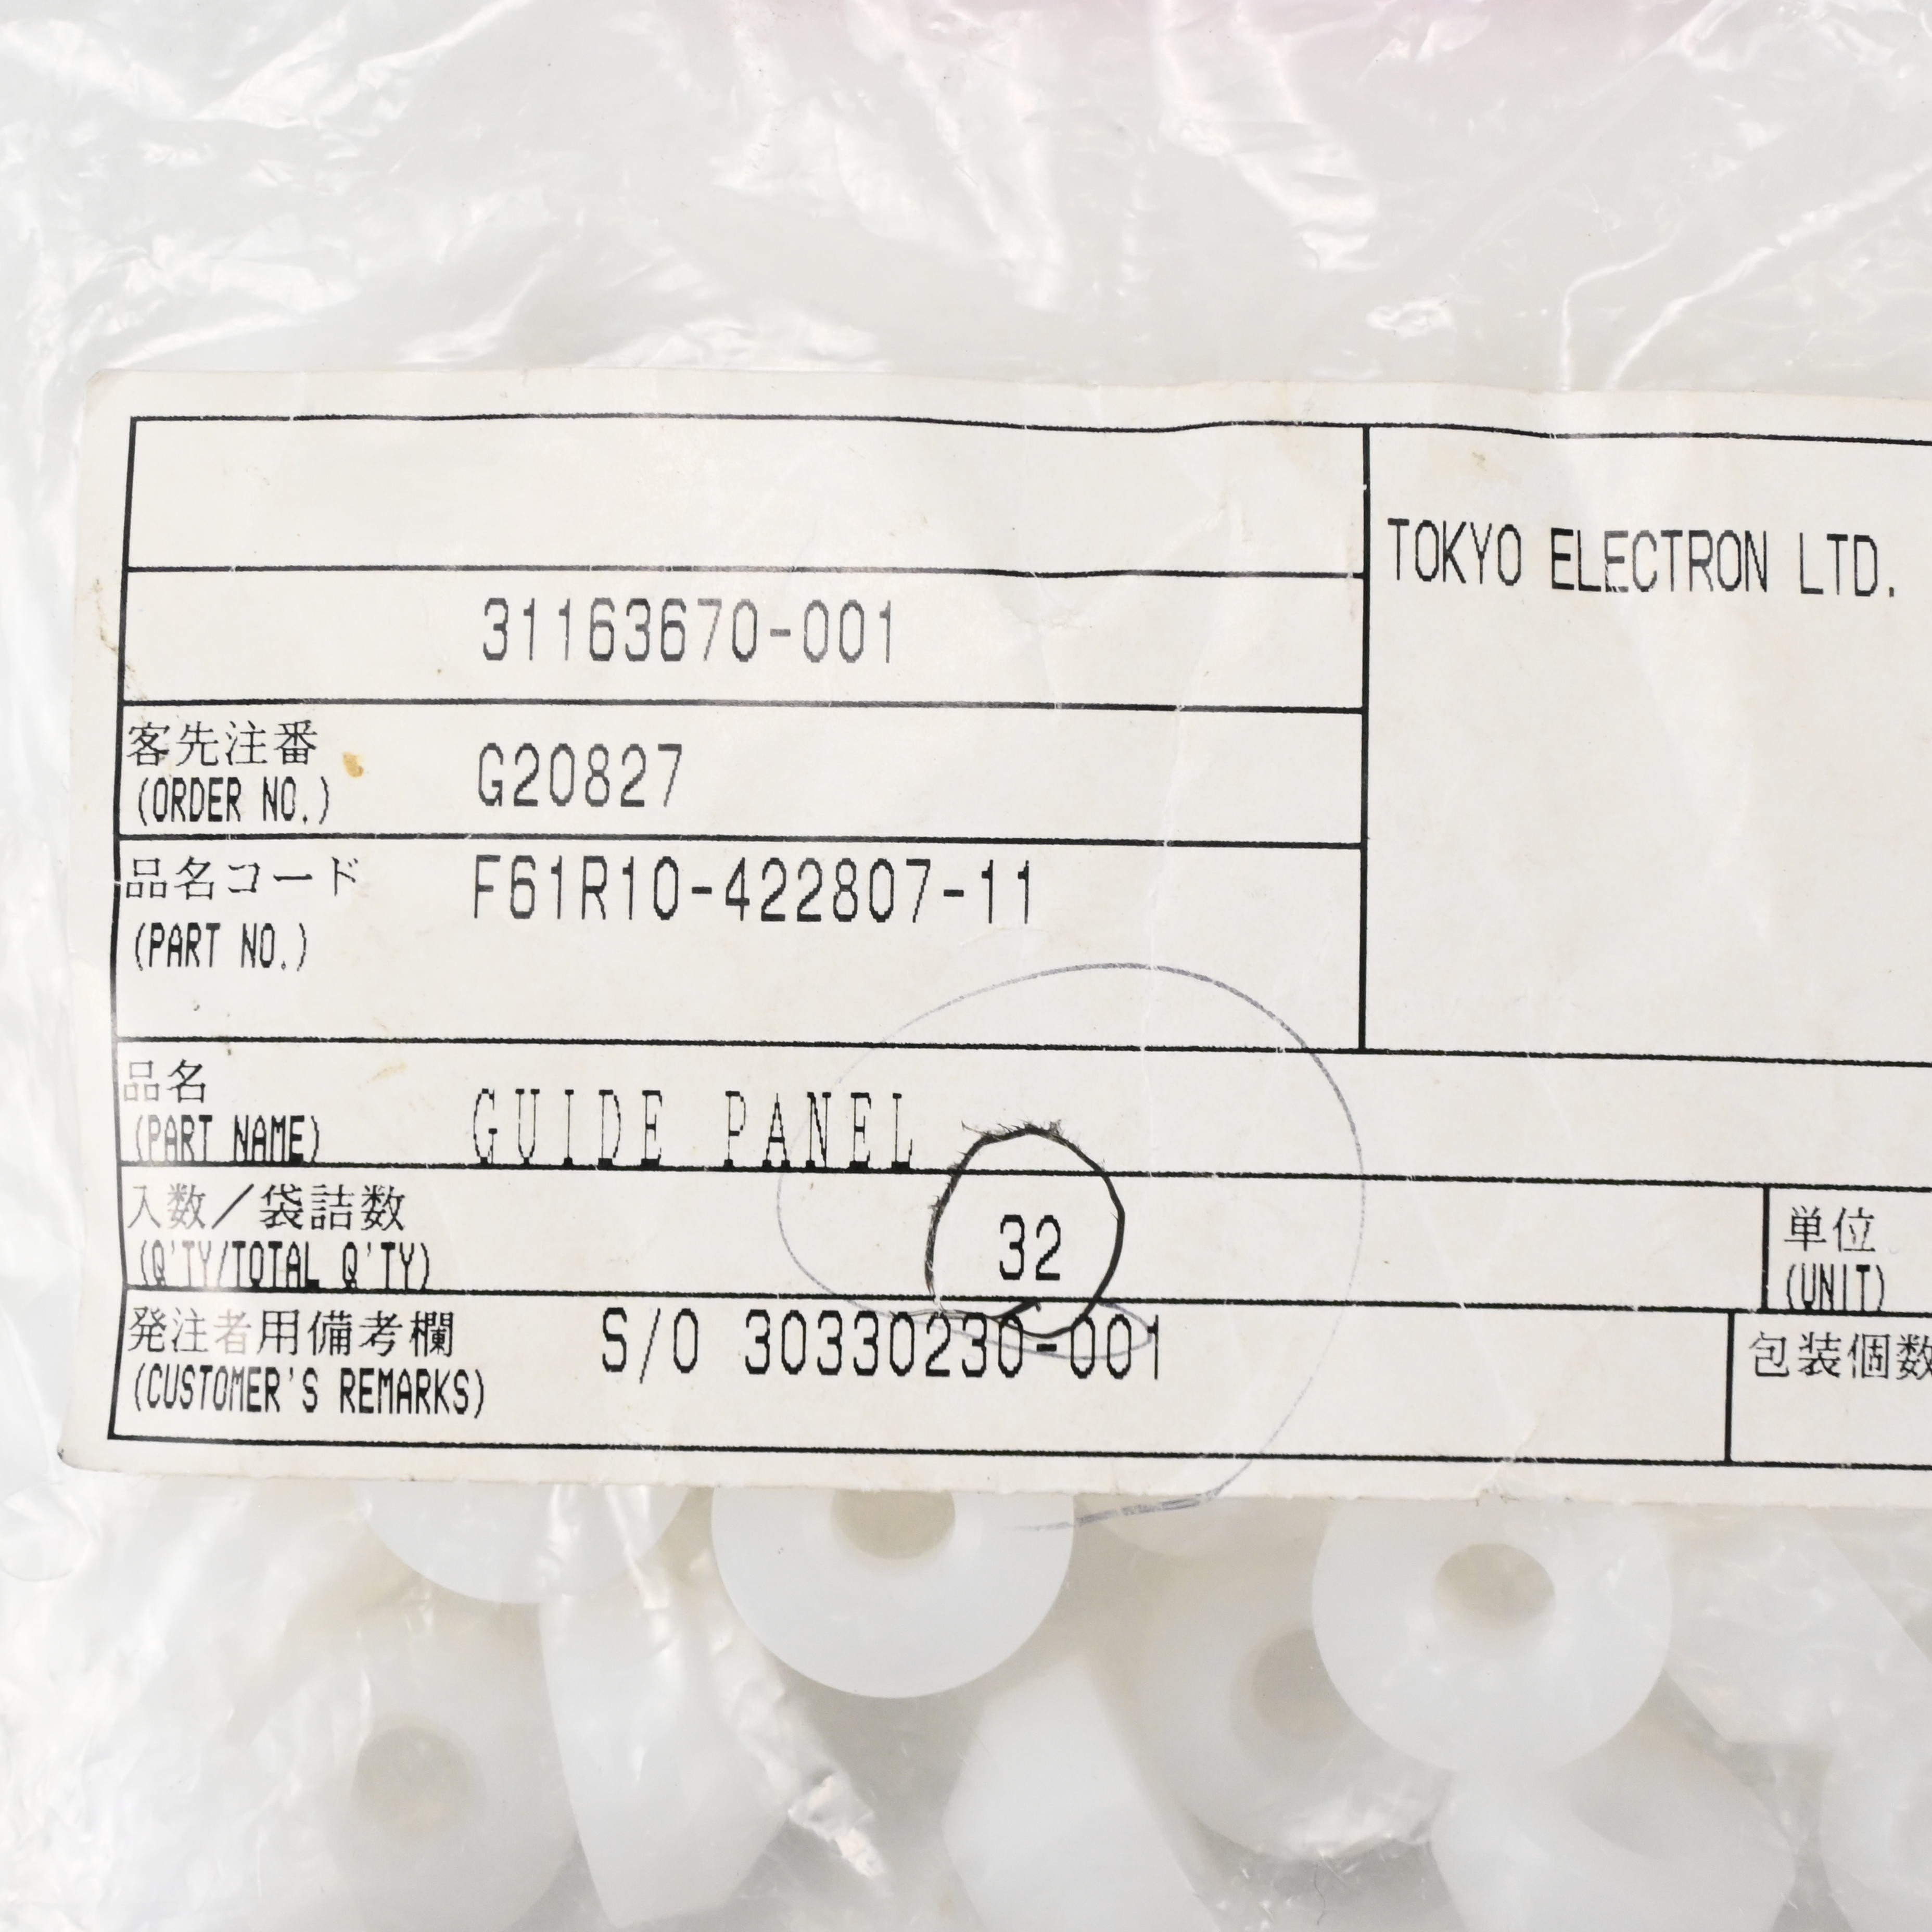 TOKYO ELECTRON LTD.
31163670-001
客先注番
(ORDER NO.)
G20827
品名コード
(PART NO.)
F61R10-422807-11
品名
(PART NAME)
GUIDE PANEL
入数/袋詰数
(Q'TY/TOTAL Q'TY)
32
単位
(UNIT)
発注者用備考欄
(CUSTOMER'S REMARKS)
S/O 30330230-001
包装個数